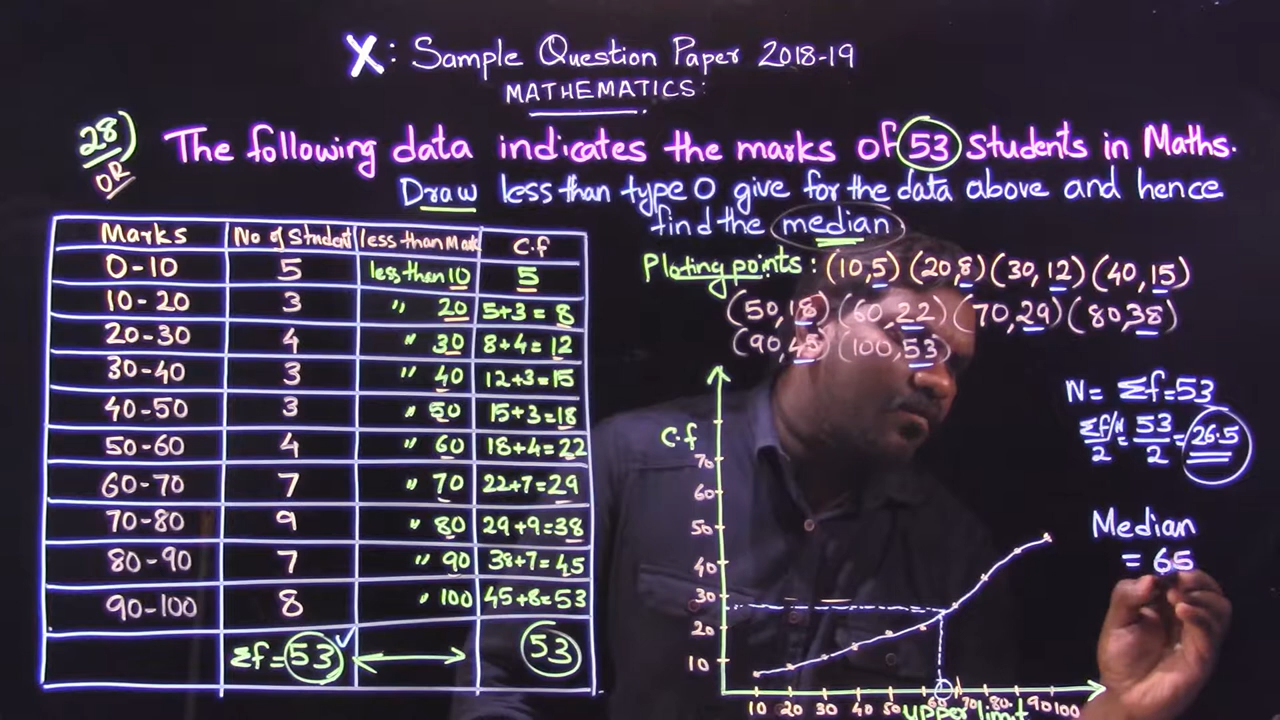 X: Sample Question Paper 2018-19
MATHEMATICS:
28) The following data indicates the marks of 53 students in Maths.
OR
Draw less than type O give for the data above and hence
find the median
Marks No of Student less than Mark C.f
0-10 5 less than 10 5
10-20 3 " 20 5+3=8
20-30 4 " 30 8+4=12
30-40 3 " 40 12+3=15
40-50 3 " 50 15+3=18
50-60 4 " 60 18+4=22
60-70 7 " 70 22+7=29
70-80 9 " 80 29+9=38
80-90 7 " 90 38+7=45
90-100 8 " 100 45+8=53
Σf=53 53
Ploting points: (10,5) (20,8) (30,12) (40,15)
(50,18) (60,22) (70,29) (80,38)
(90,45) (100,53)
N= Σf=53
Σf/N/2 = 53/2 = 26.5
Median
= 65
C.f
70
60
50
40
30
20
10
10 20 30 40 50 60 70 80 90 100
upper limit